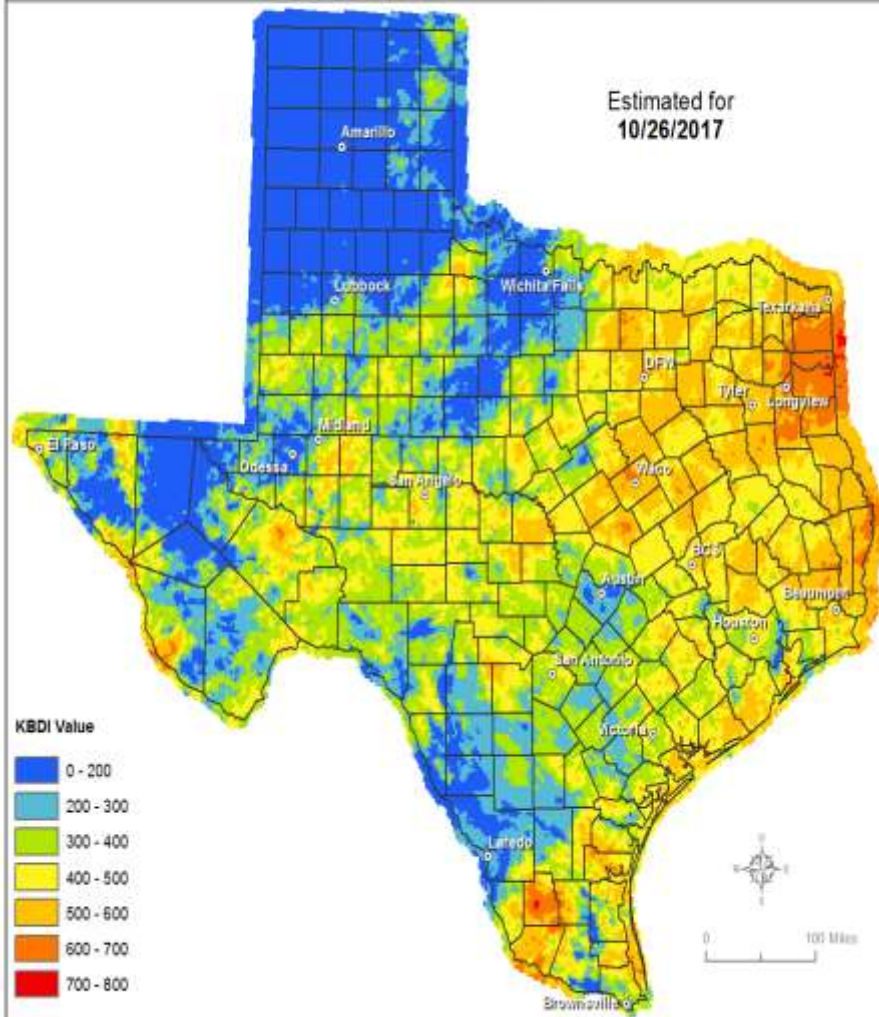 Estimated for
10/26/2017
Amarillo
Lubbock
Wichita Falls
Texarkana
DFW
Tyler
Longview
El Paso
Midland
Odessa
San Angelo
Waco
BCS
Austin
Beaumont
Houston
San Antonio
Victoria
Laredo
Brownsville
KBDI Value
0 - 200
200 - 300
300 - 400
400 - 500
500 - 600
600 - 700
700 - 800
0
100 Miles